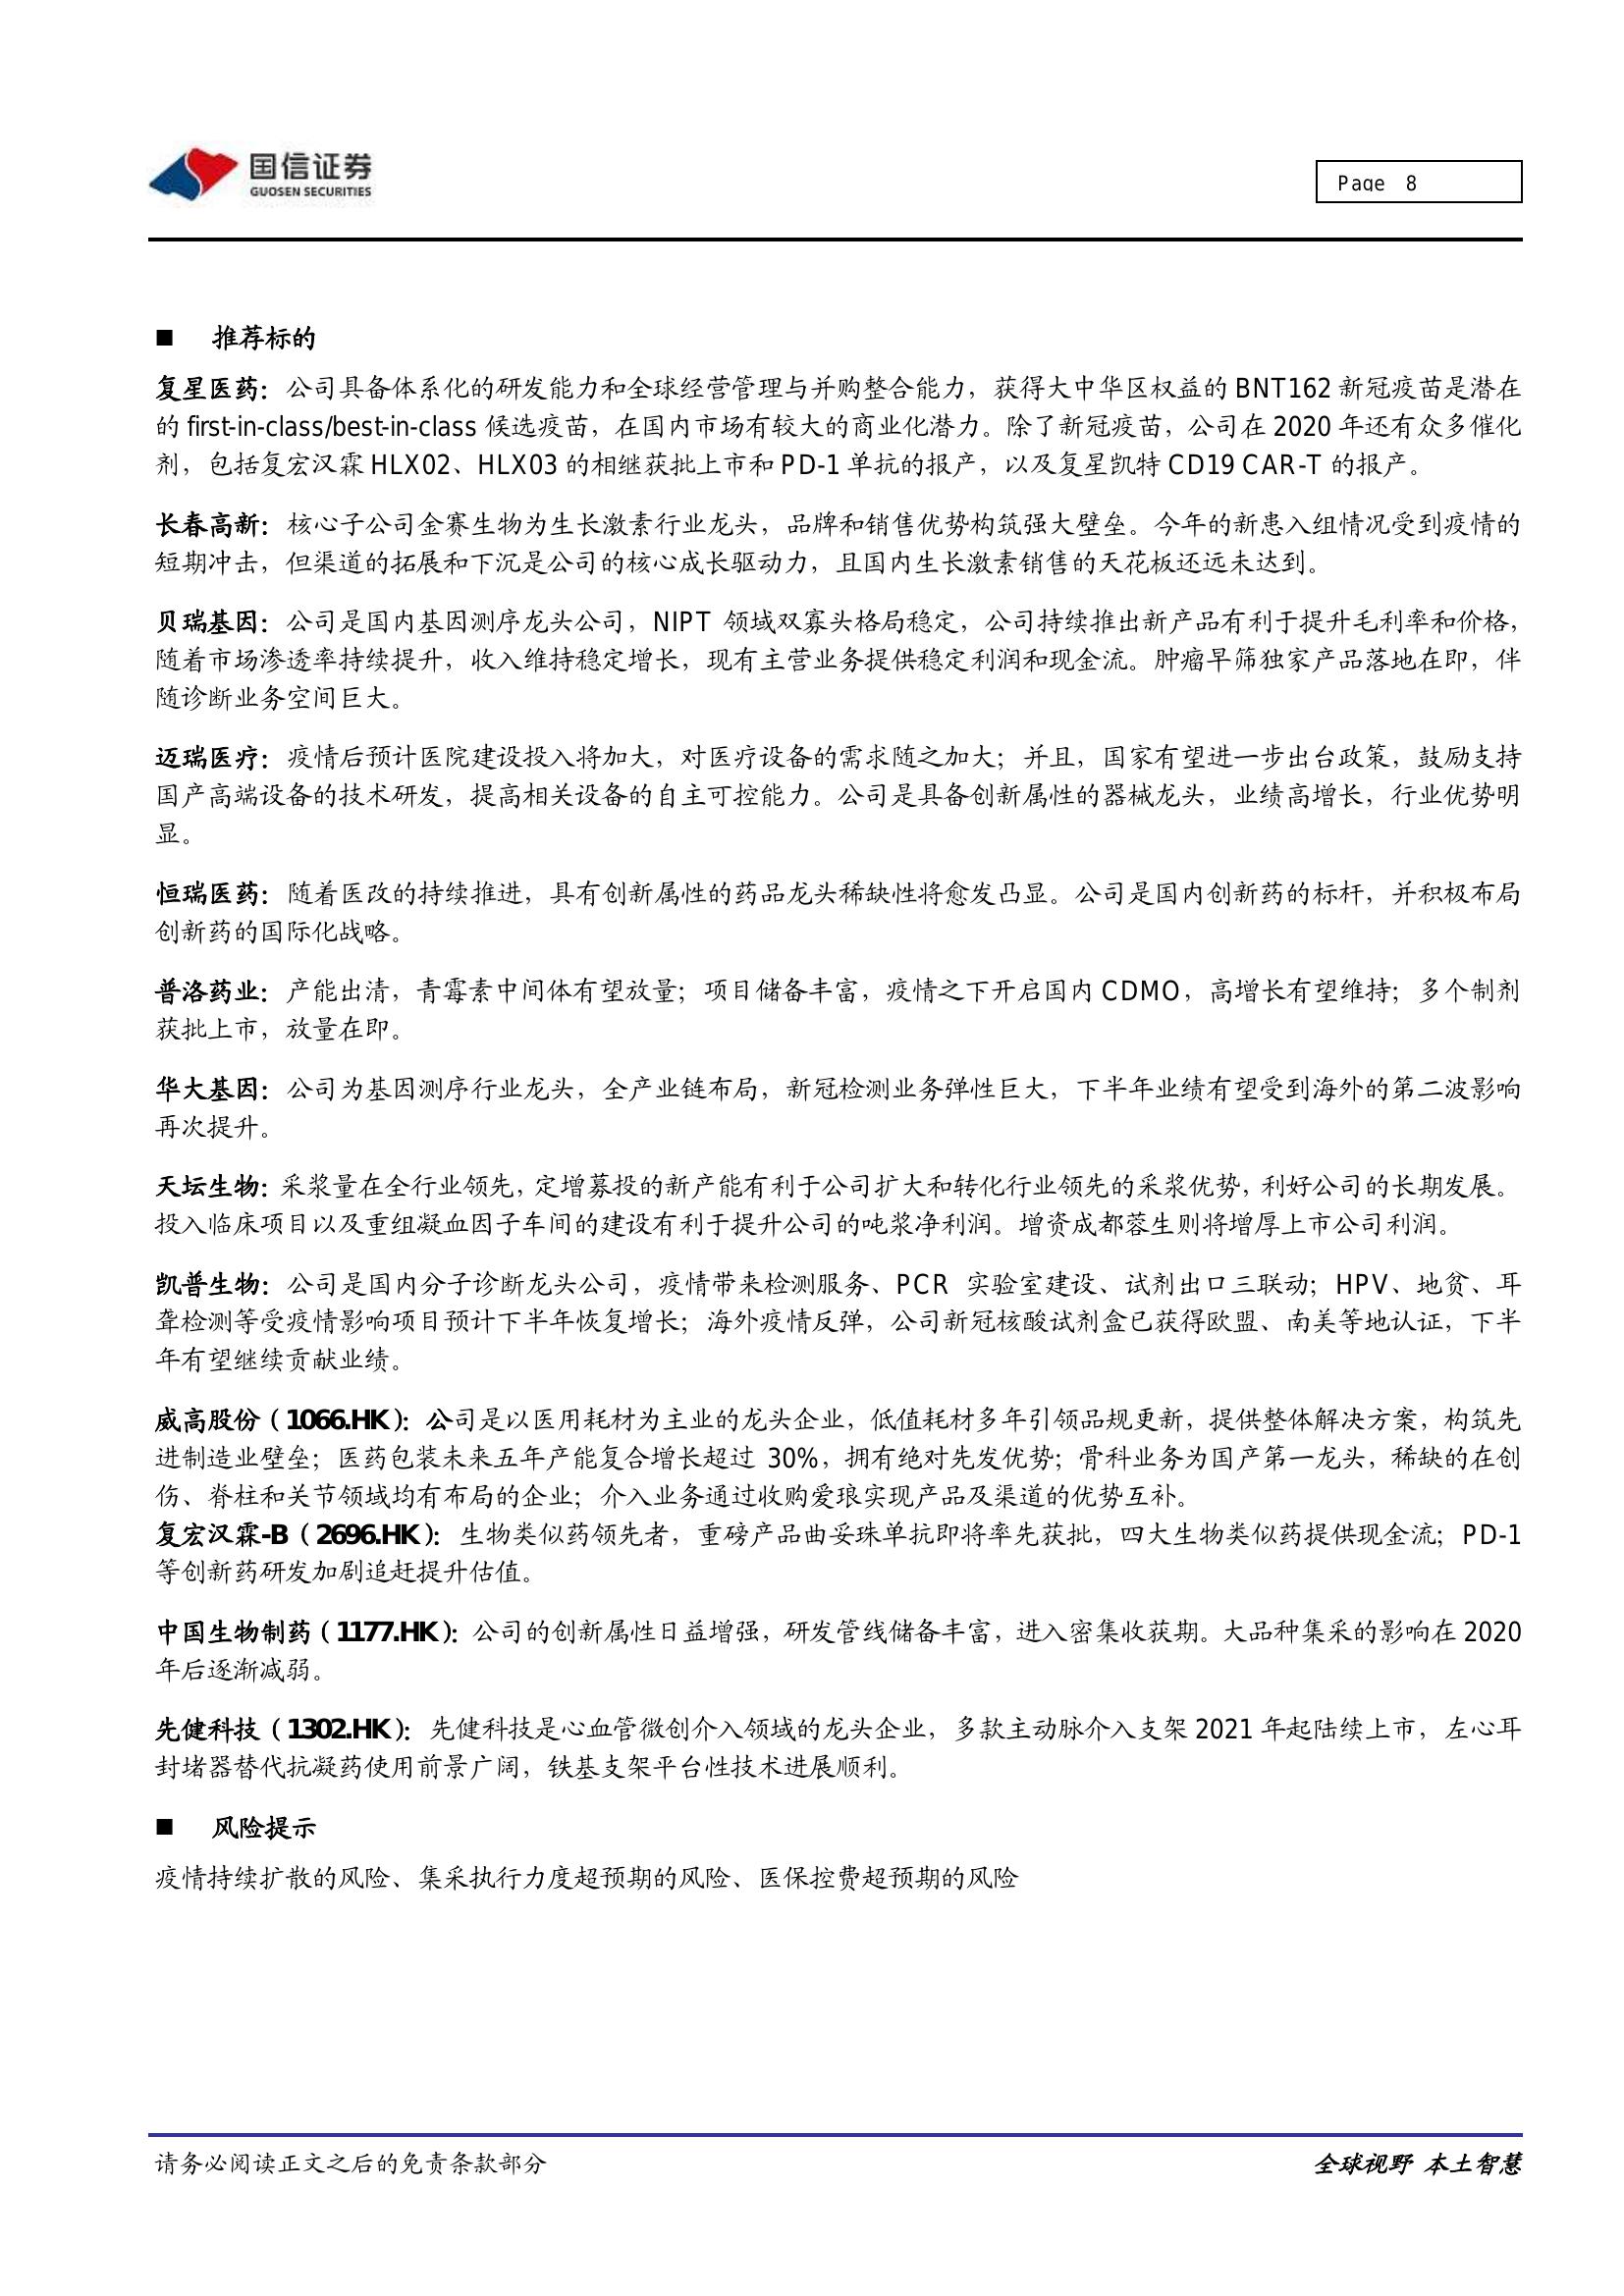 国信证券
GUOSEN SECURITIES
Page 8
■ 推荐标的
复星医药：公司具备体系化的研发能力和全球经营管理与并购整合能力，获得大中华区权益的 BNT162 新冠疫苗是潜在
的 first-in-class/best-in-class 候选疫苗，在国内市场有较大的商业化潜力。除了新冠疫苗，公司在 2020 年还有众多催化
剂，包括复宏汉霖 HLX02、HLX03 的相继获批上市和 PD-1 单抗的报产，以及复星凯特 CD19 CAR-T 的报产。
长春高新：核心子公司金赛生物为生长激素行业龙头，品牌和销售优势构筑强大壁垒。今年的新患入组情况受到疫情的
短期冲击，但渠道的拓展和下沉是公司的核心成长驱动力，且国内生长激素销售的天花板还远未达到。
贝瑞基因：公司是国内基因测序龙头公司，NIPT 领域双寡头格局稳定，公司持续推出新产品有利于提升毛利率和价格，
随着市场渗透率持续提升，收入维持稳定增长，现有主营业务提供稳定利润和现金流。肿瘤早筛独家产品落地在即，伴
随诊断业务空间巨大。
迈瑞医疗：疫情后预计医院建设投入将加大，对医疗设备的需求随之加大；并且，国家有望进一步出台政策，鼓励支持
国产高端设备的技术研发，提高相关设备的自主可控能力。公司是具备创新属性的器械龙头，业绩高增长，行业优势明
显。
恒瑞医药：随着医改的持续推进，具有创新属性的药品龙头稀缺性将愈发凸显。公司是国内创新药的标杆，并积极布局
创新药的国际化战略。
普洛药业：产能出清，青霉素中间体有望放量；项目储备丰富，疫情之下开启国内 CDMO，高增长有望维持；多个制剂
获批上市，放量在即。
华大基因：公司为基因测序行业龙头，全产业链布局，新冠检测业务弹性巨大，下半年业绩有望受到海外的第二波影响
再次提升。
天坛生物：采浆量在全行业领先，定增募投的新产能有利于公司扩大和转化行业领先的采浆优势，利好公司的长期发展。
投入临床项目以及重组凝血因子车间的建设有利于提升公司的吨浆净利润。增资成都蓉生则将增厚上市公司利润。
凯普生物：公司是国内分子诊断龙头公司，疫情带来检测服务、PCR 实验室建设、试剂出口三联动；HPV、地贫、耳
聋检测等受疫情影响项目预计下半年恢复增长；海外疫情反弹，公司新冠核酸试剂盒已获得欧盟、南美等地认证，下半
年有望继续贡献业绩。
威高股份（1066.HK）：公司是以医用耗材为主业的龙头企业，低值耗材多年引领品规更新，提供整体解决方案，构筑先
进制造业壁垒；医药包装未来五年产能复合增长超过 30%，拥有绝对先发优势；骨科业务为国产第一龙头，稀缺的在创
伤、脊柱和关节领域均有布局的企业；介入业务通过收购爱琅实现产品及渠道的优势互补。
复宏汉霖-B（2696.HK）：生物类似药领先者，重磅产品曲妥珠单抗即将率先获批，四大生物类似药提供现金流；PD-1
等创新药研发加剧追赶提升估值。
中国生物制药（1177.HK）：公司的创新属性日益增强，研发管线储备丰富，进入密集收获期。大品种集采的影响在 2020
年后逐渐减弱。
先健科技（1302.HK）：先健科技是心血管微创介入领域的龙头企业，多款主动脉介入支架 2021 年起陆续上市，左心耳
封堵器替代抗凝药使用前景广阔，铁基支架平台性技术进展顺利。
■ 风险提示
疫情持续扩散的风险、集采执行力度超预期的风险、医保控费超预期的风险
请务必阅读正文之后的免责条款部分
全球视野 本土智慧